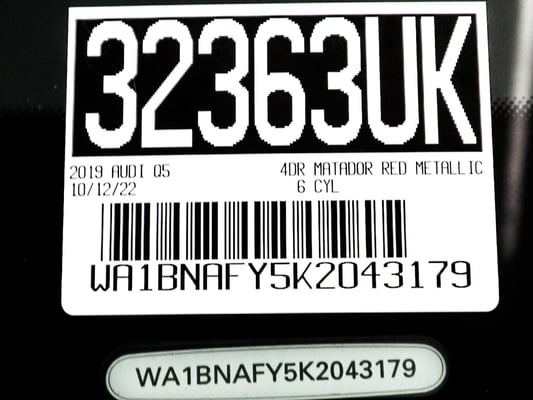 32363UK
2019 AUDI Q5 4DR MATADOR RED METALLIC
10/12/22 6 CYL
WA1BNAFY5K2043179
WA1BNAFY5K2043179